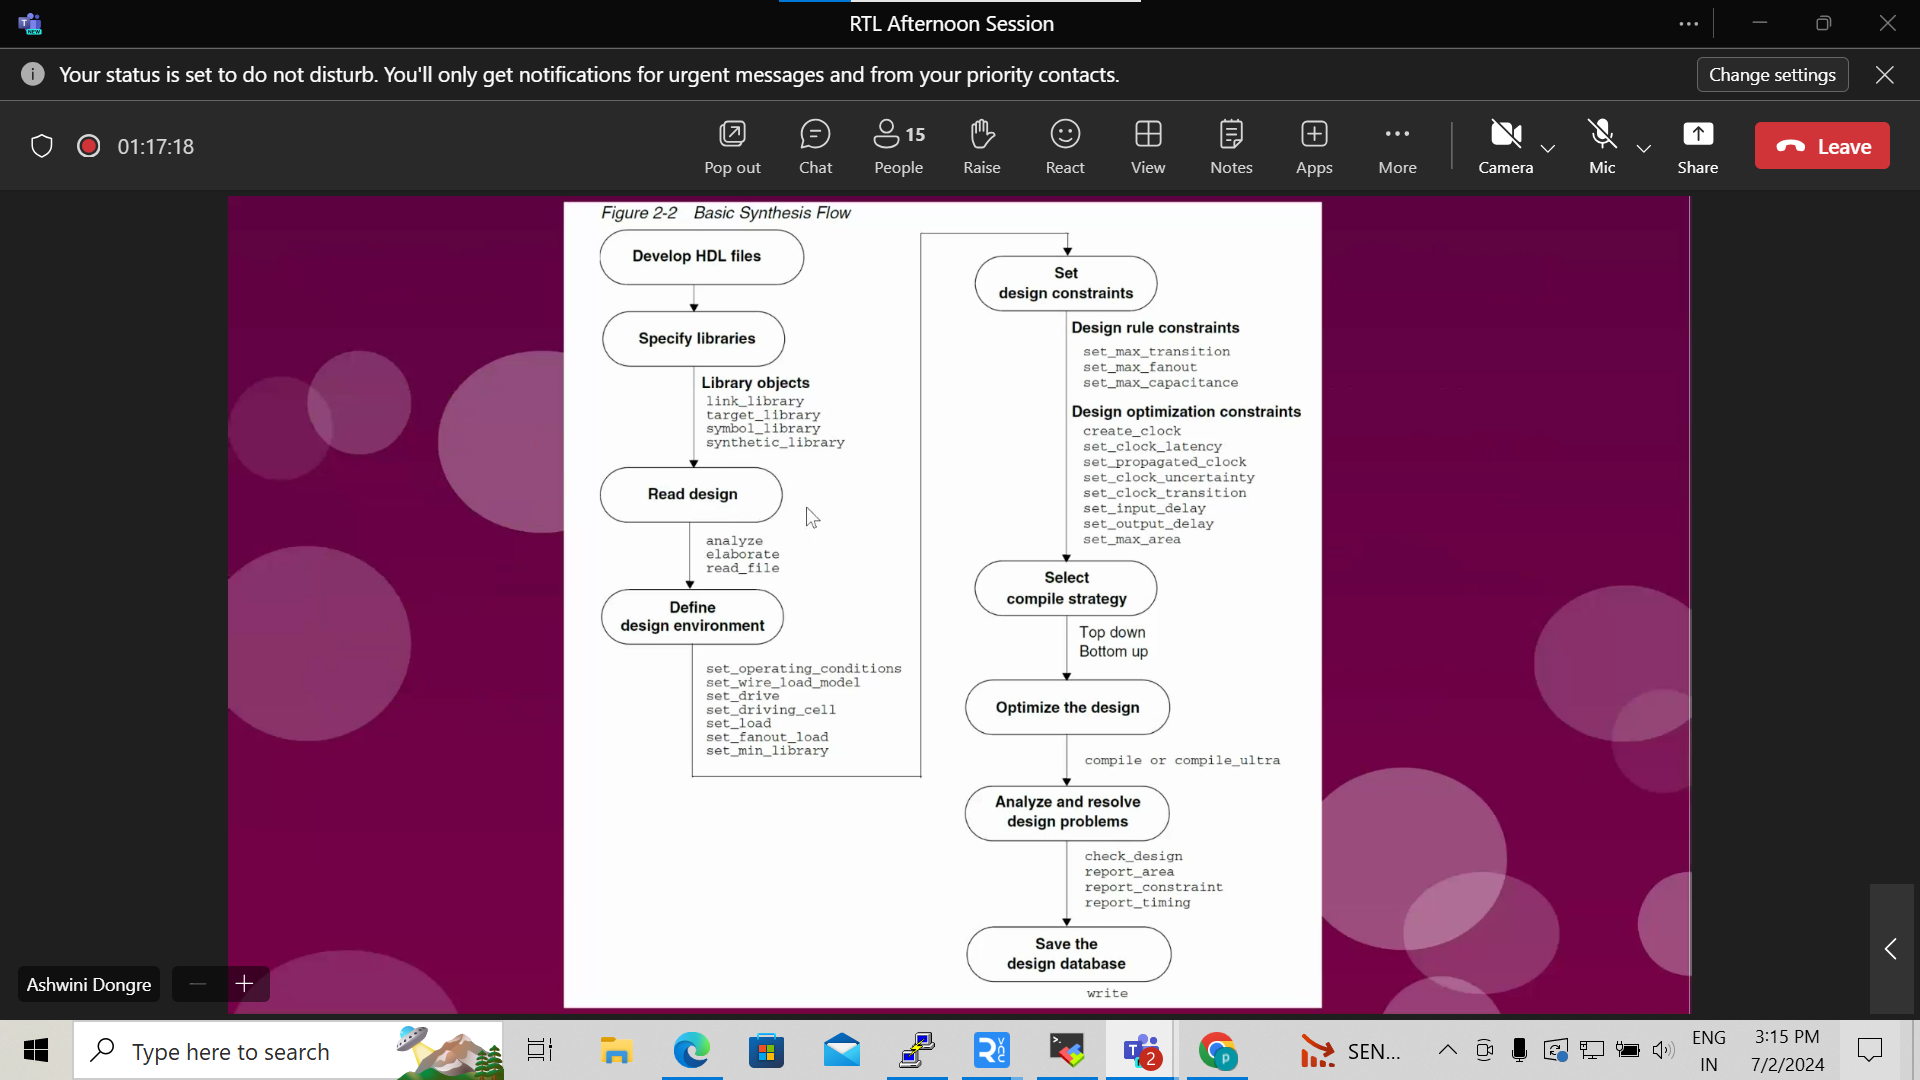 RTL Afternoon Session
Your status is set to do not disturb. You'll only get notifications for urgent messages and from your priority contacts.
Change settings
01:17:18
Pop out
Chat
15
People
Raise
React
View
Notes
Apps
More
Camera
Mic
Share
Leave
Figure 2-2 Basic Synthesis Flow
Develop HDL files
Specify libraries
Library objects
link_library
target_library
symbol_library
synthetic_library
Read design
analyze
elaborate
read_file
Define
design environment
set_operating_conditions
set_wire_load_model
set_drive
set_driving_cell
set_load
set_fanout_load
set_min_library
Set
design constraints
Design rule constraints
set_max_transition
set_max_fanout
set_max_capacitance
Design optimization constraints
create_clock
set_clock_latency
set_propagated_clock
set_clock_uncertainty
set_clock_transition
set_input_delay
set_output_delay
set_max_area
Select
compile strategy
Top down
Bottom up
Optimize the design
compile or compile_ultra
Analyze and resolve
design problems
check_design
report_area
report_constraint
report_timing
Save the
design database
write
Ashwini Dongre
Type here to search
2
p
SEN...
ENG
IN
3:15 PM
7/2/2024